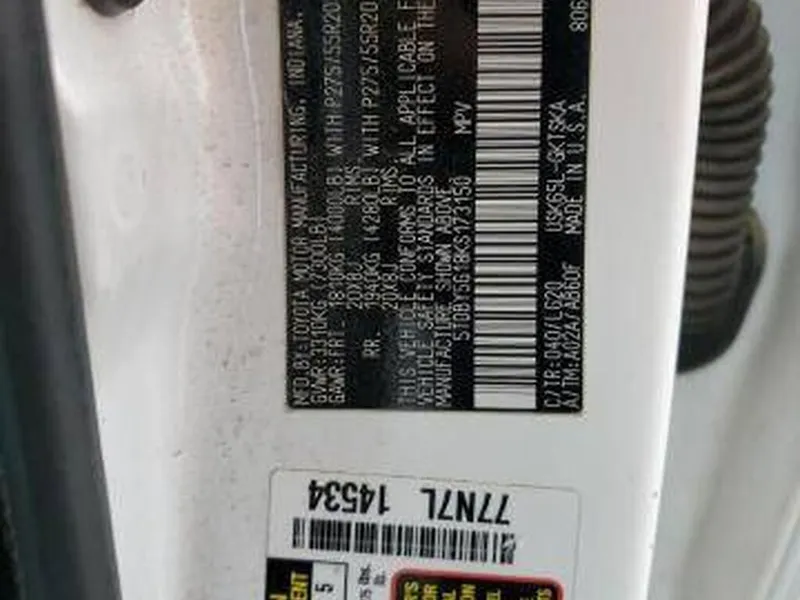 MFD BY:TOYOTA MOTOR MANUFACTURING, INDIANA,
GVWR:3310KG (7300LB)
GAWR:FRT 1810KG (4000LB) WITH P275/55R20
20X8J RIMS
RR 1940KG (4280LB) WITH P275/55R20
20X8J RIMS
THIS VEHICLE CONFORMS TO ALL APPLICABLE
VEHICLE SAFETY STANDARDS IN EFFECT ON THE
MANUFACTURE SHOWN ABOVE.
5TDBY5G18KS173150 MPV
C/TR:040/LG20 USK65L-GKTSKA
A/TM:A02A/AB60F MADE IN U.S.A. 806
77N7L 14534